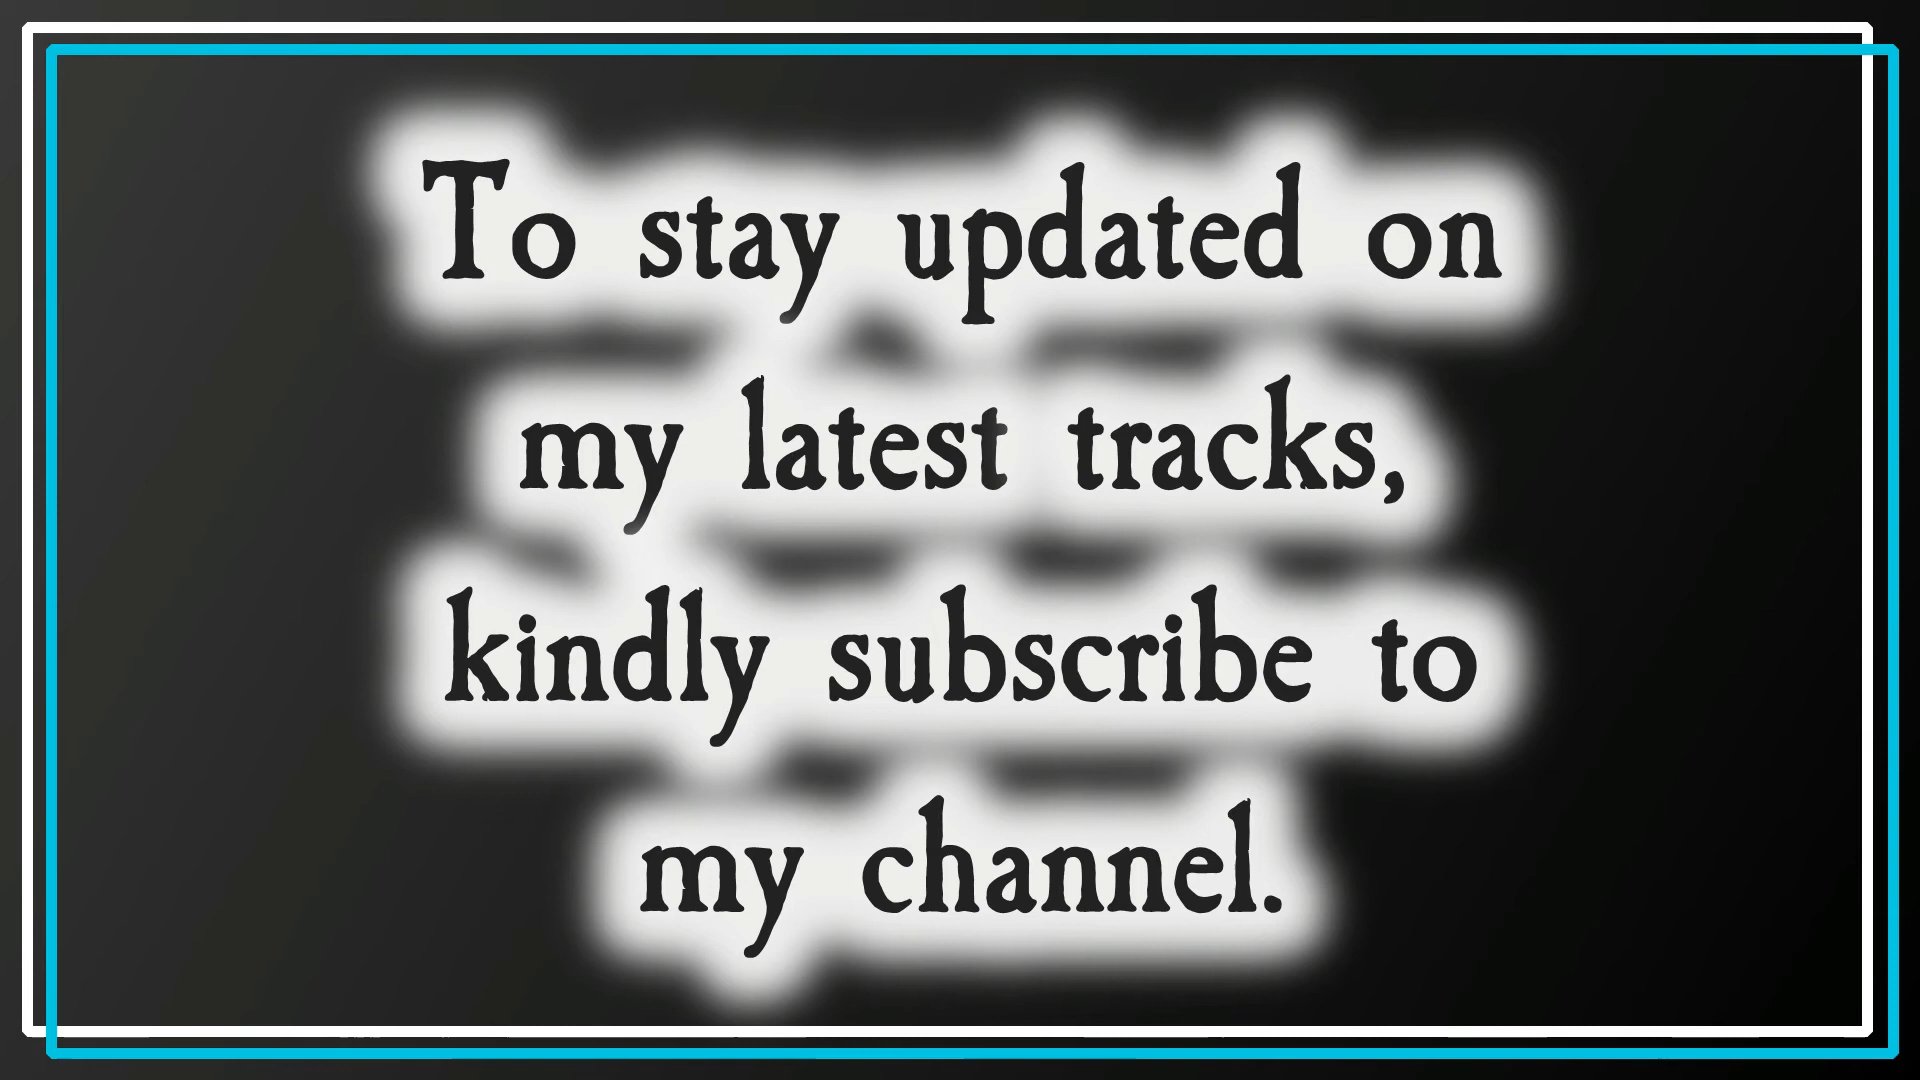 To stay updated on
my latest tracks,
kindly subscribe to
my channel.